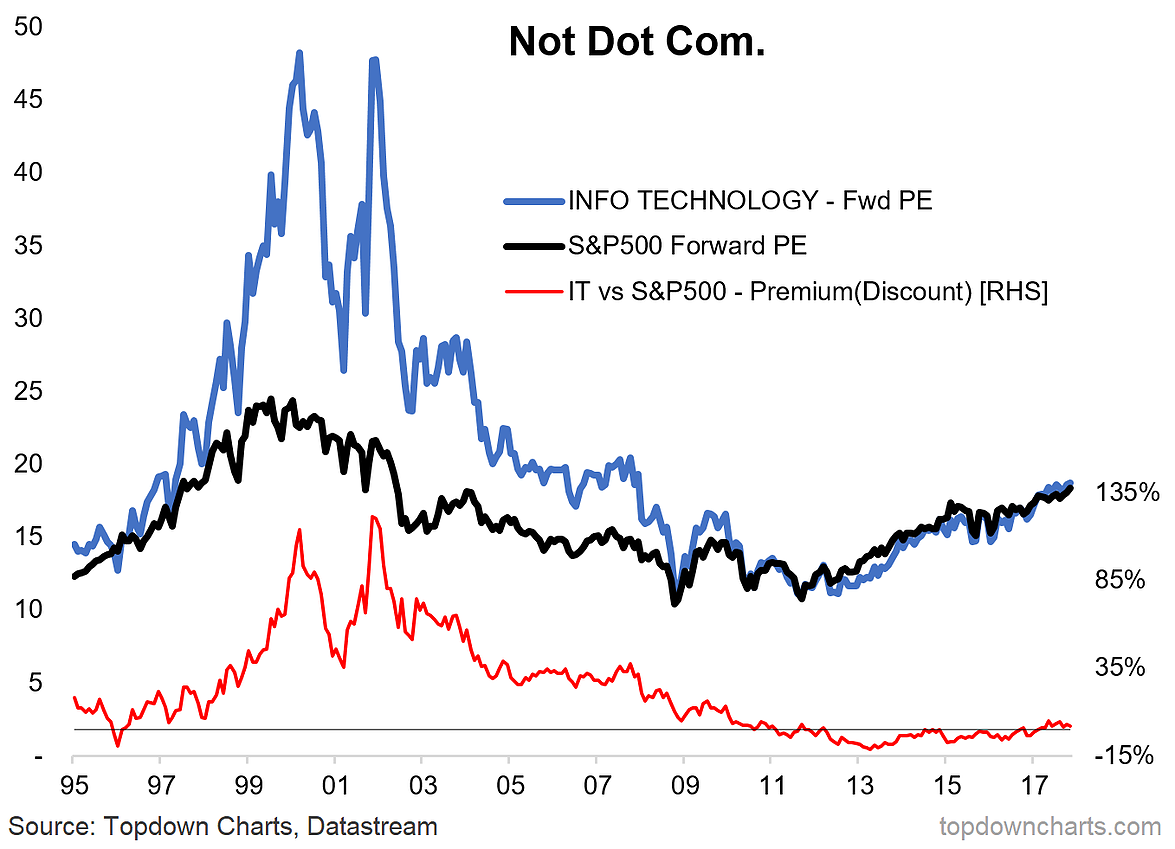 Not Dot Com.
50
45
40
35
30
25
20
15
10
5
-
INFO TECHNOLOGY - Fwd PE
S&P500 Forward PE
IT vs S&P500 - Premium(Discount) [RHS]
135%
85%
35%
-15%
95 97 99 01 03 05 07 09 11 13 15 17
Source: Topdown Charts, Datastream
topdowncharts.com